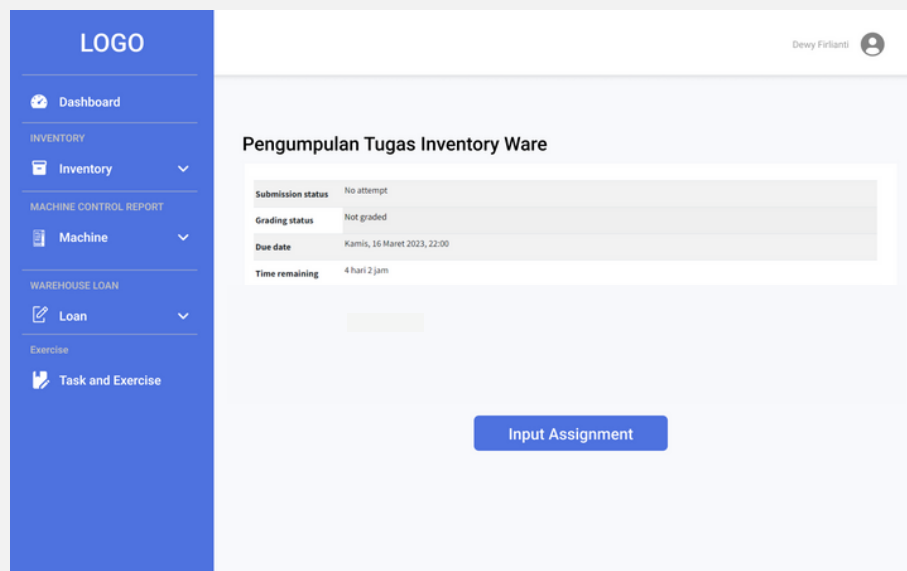 LOGO
Dewy Firlianti
Dashboard
INVENTORY
Inventory
MACHINE CONTROL REPORT
Machine
WAREHOUSE LOAN
Loan
Exercise
Task and Exercise
Pengumpulan Tugas Inventory Ware
Submission status No attempt
Grading status Not graded
Due date Kamis, 16 Maret 2023, 22:00
Time remaining 4 hari 2 jam
Input Assignment